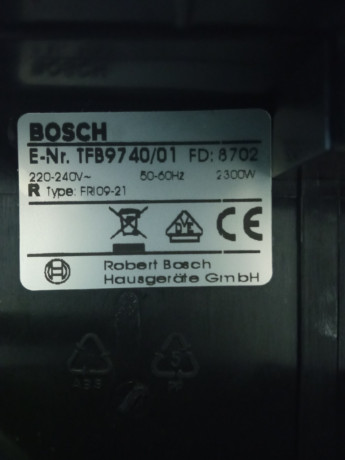 BOSCH
E-Nr. TFB9740/01 FD: 8702
220-240V~ 50-60Hz 2300W
R Type: FRI09-21
DVE
CE
Robert Bosch
Hausgeräte GmbH
ABS